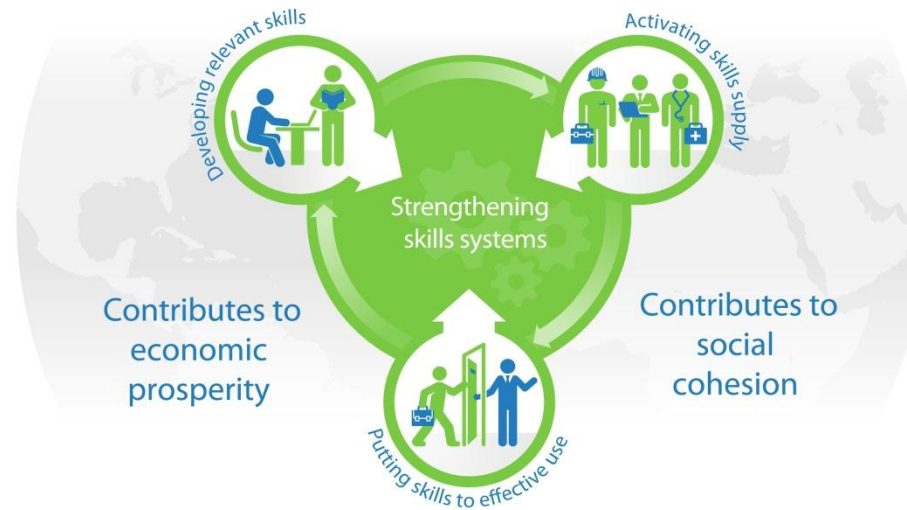 Developing relevant skills
Activating skills supply
Strengthening
skills systems
Contributes to
economic
prosperity
Contributes to
social
cohesion
Putting skills to effective use